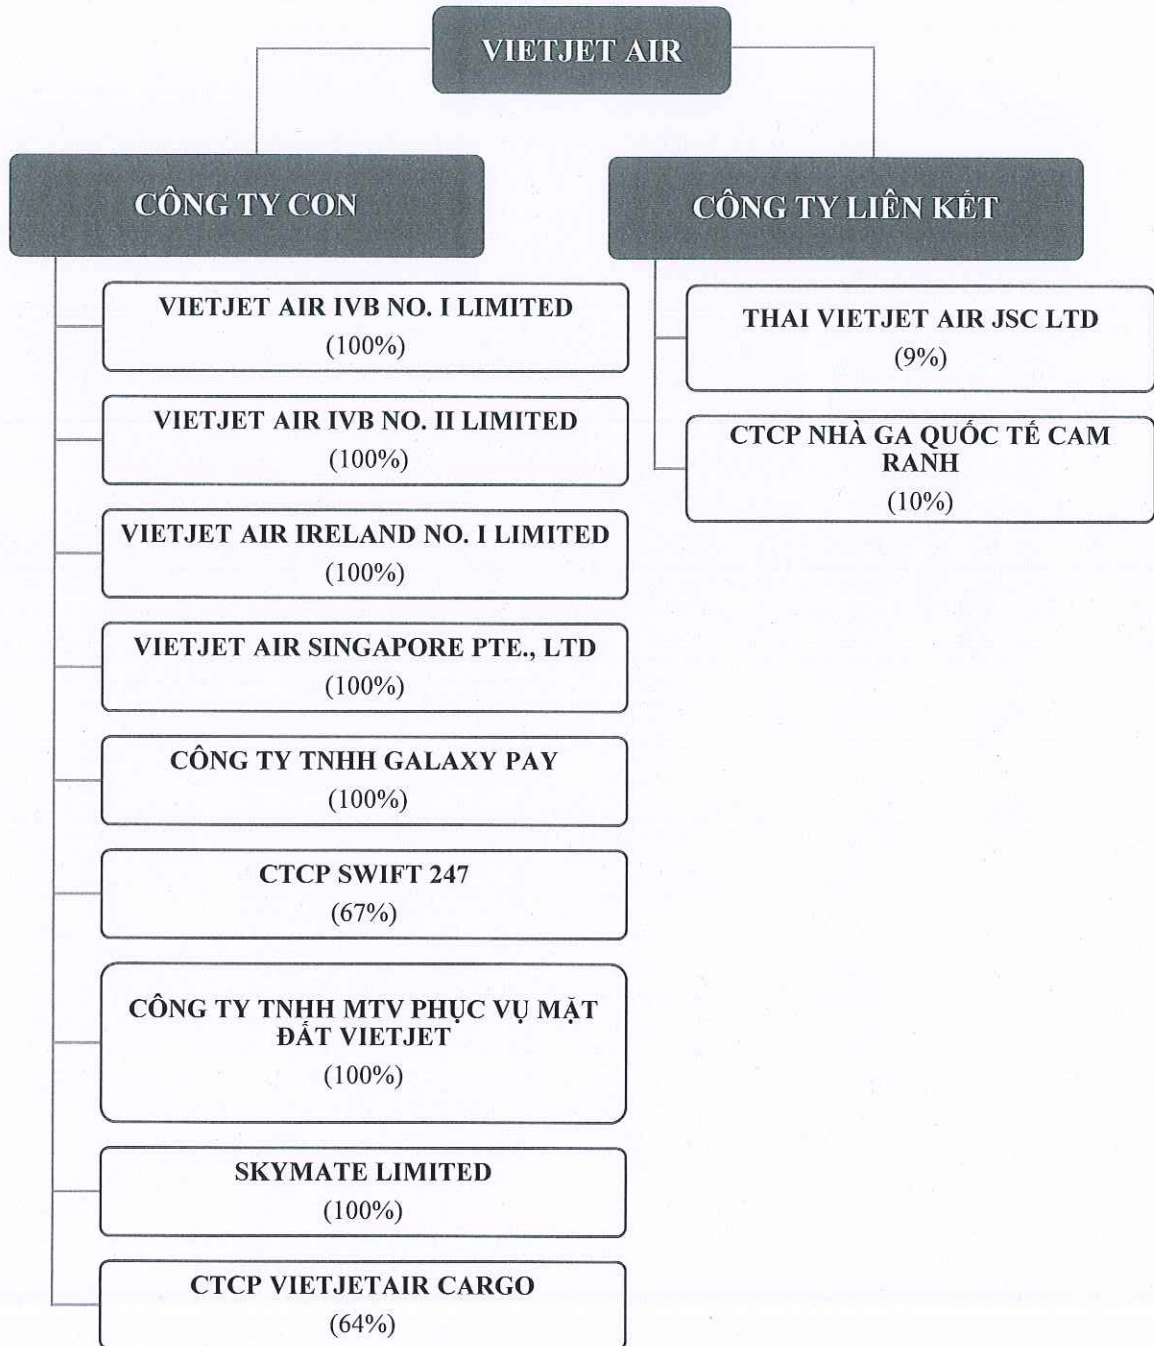 VIETJET AIR
CÔNG TY CON
VIETJET AIR IVB NO. I LIMITED
(100%)
VIETJET AIR IVB NO. II LIMITED
(100%)
VIETJET AIR IRELAND NO. I LIMITED
(100%)
VIETJET AIR SINGAPORE PTE., LTD
(100%)
CÔNG TY TNHH GALAXY PAY
(100%)
CTCP SWIFT 247
(67%)
CÔNG TY TNHH MTV PHỤC VỤ MẶT
ĐẤT VIETJET
(100%)
SKYMATE LIMITED
(100%)
CTCP VIETJETAIR CARGO
(64%)
CÔNG TY LIÊN KẾT
THAI VIETJET AIR JSC LTD
(9%)
CTCP NHÀ GA QUỐC TẾ CAM
RANH
(10%)